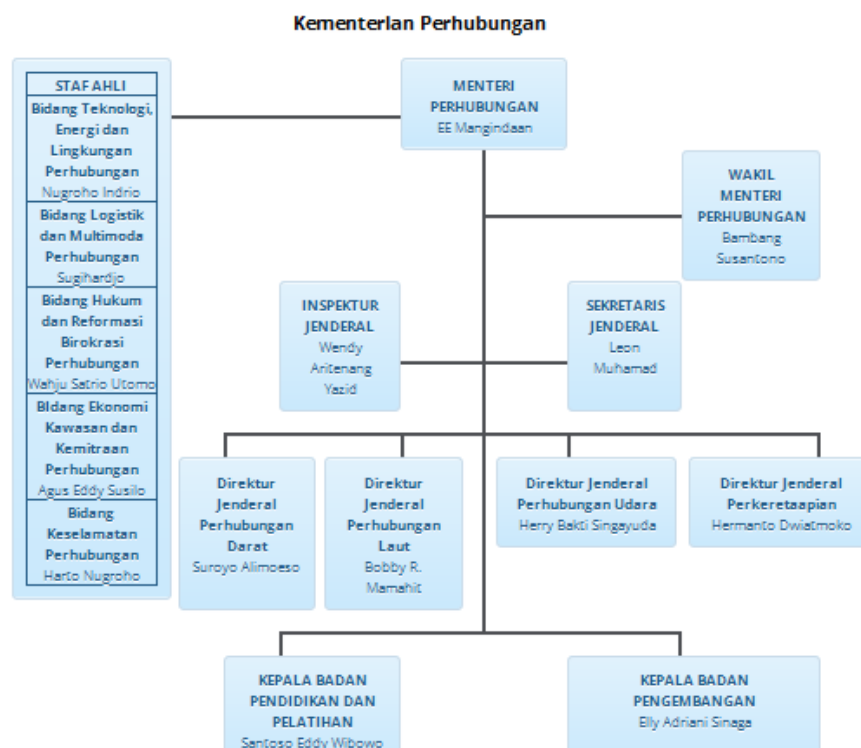 Kementerlan Perhubungan
STAF AHLI
Bidang Teknologi,
Energi dan
Lingkungan
Perhubungan
Nugroho Indrio
Bidang Logistik
dan Multimoda
Perhubungan
Sugihardjo
Bidang Hukum
dan Reformasi
Birokrasi
Perhubungan
Wahju Satrio Utomo
BIdang Ekonomi
Kawasan dan
Kemitraan
Perhubungan
Agus Eddy Susilo
Bidang
Keselamatan
Perhubungan
Harto Nugroho
MENTERI
PERHUBUNGAN
EE Mangindaan
WAKIL
MENTERI
PERHUBUNGAN
Bambang
Susantono
INSPEKTUR
JENDERAL
Wendy
Aritenang
Yazid
SEKRETARIS
JENDERAL
Leon
Muhamad
Direktur
Jenderal
Perhubungan
Darat
Suroyo Alimoeso
Direktur
Jenderal
Perhubungan
Laut
Bobby R.
Mamahit
Direktur Jenderal
Perhubungan Udara
Herry Bakti Singayuda
Direktur Jenderal
Perkeretaapian
Hermanto Dwiatmoko
KEPALA BADAN
PENDIDIKAN DAN
PELATIHAN
Santoso Eddy Wibowo
KEPALA BADAN
PENGEMBANGAN
Elly Adriani Sinaga